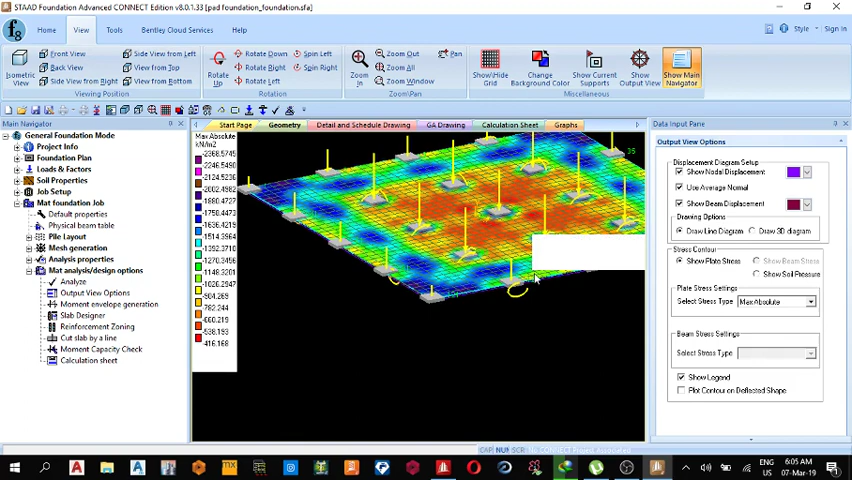 STAAD Foundation Advanced CONNECT Edition v8.0.1.33 [pad foundation_foundation.sfa]
Home View Tools Bentley Cloud Services Help
Style Sign In
Isometric View
Front View
Back View
Side View from Right
Side View from Left
View from Top
View from Bottom
Viewing Position
Rotate Up
Rotate Down
Rotate Right
Rotate Left
Spin Left
Spin Right
Rotation
Zoom In
Zoom Out
Zoom All
Zoom Window
Pan
Zoom\Pan
Show\Hide Grid
Change Background Color
Show Current Supports
Show Output View
Show Main Navigator
Miscellaneous
Main Navigator
General Foundation Mode
Project Info
Foundation Plan
Loads & Factors
Soil Properties
Job Setup
Mat foundation Job
Default properties
Physical beam table
Pile Layout
Mesh generation
Analysis properties
Mat analysis/design options
Analyze
Output View Options
Moment envelope generation
Slab Designer
Reinforcement Zoning
Cut slab by a line
Moment Capacity Check
Calculation sheet
Start Page Geometry Detail and Schedule Drawing GA Drawing Calculation Sheet Graphs
Max Absolute
kN/m2
-2368.5745
-2246.5490
-2124.5236
-2002.4982
-1880.4727
-1758.4473
-1636.4219
-1514.3964
-1392.3710
-1270.3456
-1148.3201
-1026.2947
-904.269
-782.244
-660.219
-538.193
-416.168
35
Data Input Pane
Output View Options
Displacement Diagram Setup
Show Nodal Displacement
Use Average Normal
Show Beam Displacement
Drawing Options
Draw Line Diagram Draw 3D diagram
Stress Contour
Show Plate Stress Show Beam Stress
Show Soil Pressure
Plate Stress Settings
Select Stress Type Max Absolute
Beam Stress Settings
Select Stress Type
Show Legend
Plot Contour on Deflected Shape
ENG
US
6:05 AM
07-Mar-19